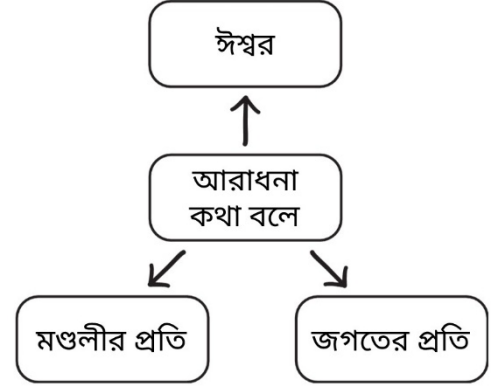 ঈশ্বর
আরাধনা
কথা বলে
মণ্ডলীর প্রতি
জগতের প্রতি